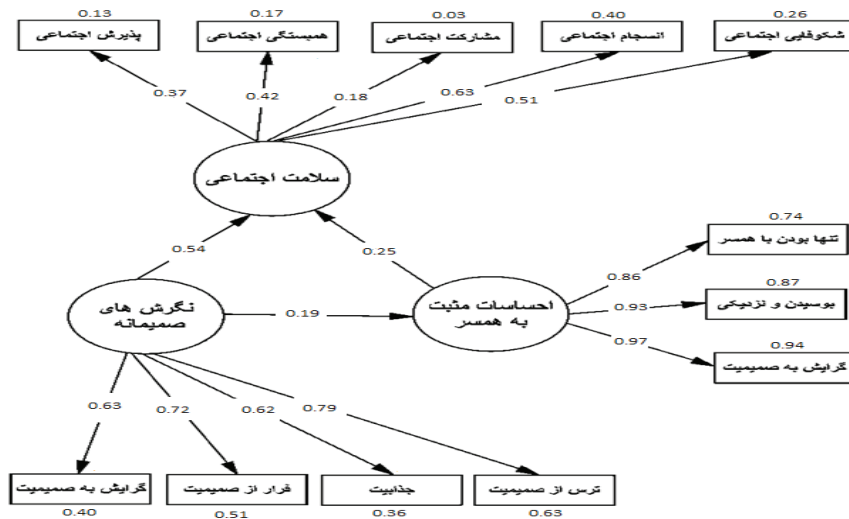 0.13
0.17
0.03
0.40
0.26
پذیرش اجتماعی
همبستگی اجتماعی
مشارکت اجتماعی
انسجام اجتماعی
شکوفایی اجتماعی
0.37
0.42
0.18
0.63
0.51
سلامت اجتماعی
0.54
0.25
0.74
تنها بودن با همسر
0.86
نگرش های
صمیمانه
0.19
احساسات مثبت
به همسر
0.93
0.87
بوسیدن و نزدیکی
0.97
0.94
گرایش به صمیمیت
0.63
0.72
0.62
0.79
گرایش به صمیمیت
فرار از صمیمیت
جذابیت
ترس از صمیمیت
0.40
0.51
0.36
0.63